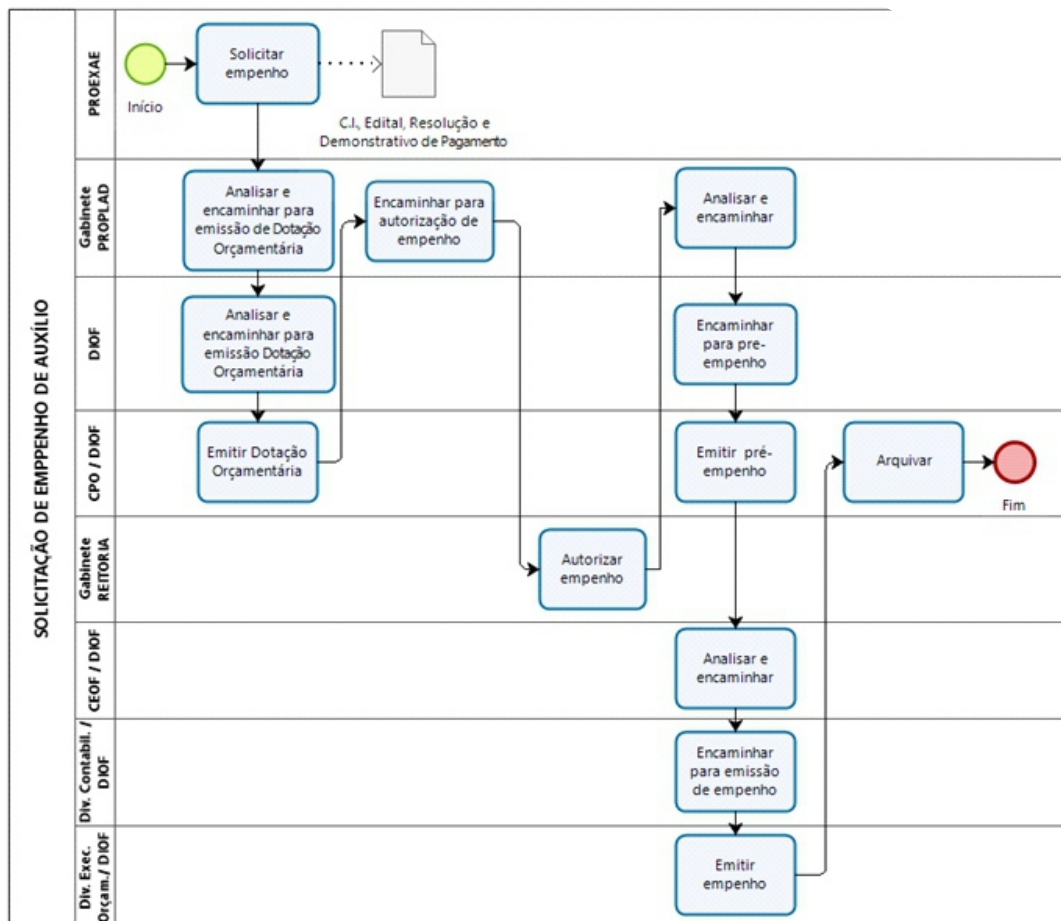 SOLICITAÇÃO DE EMPPENHO DE AUXÍLIO
PROEXAE
Início
Solicitar
empenho
C.I., Edital, Resolução e
Demonstrativo de Pagamento
Gabinete
PROPLAD
Analisar e
encaminhar para
emissão de Dotação
Orçamentária
Encaminhar para
autorização de
empenho
Analisar e
encaminhar
DIOF
Analisar e
encaminhar para
emissão Dotação
Orçamentária
Encaminhar
para pre-
empenho
CPO / DIOF
Emitir Dotação
Orçamentária
Emitir pré-
empenho
Arquivar
Fim
Gabinete
REITORIA
Autorizar
empenho
CEOF / DIOF
Analisar e
encaminhar
Div. Contabil. /
DIOF
Encaminhar
para emissão
de empenho
Div. Exec.
Orçam./ DIOF
Emitir
empenho